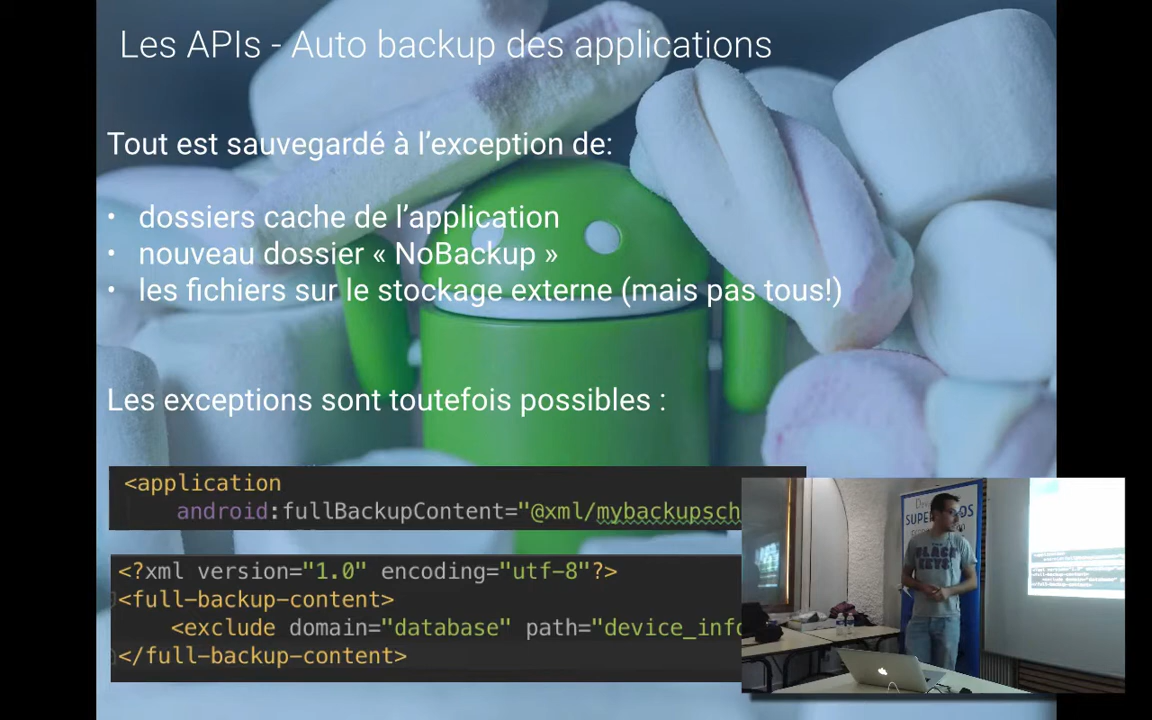 Les APIs - Auto backup des applications
Tout est sauvegardé à l’exception de:
• dossiers cache de l’application
• nouveau dossier « NoBackup »
• les fichiers sur le stockage externe (mais pas tous!)
Les exceptions sont toutefois possibles :
<application
android:fullBackupContent="@xml/mybackupsch
<?xml version="1.0" encoding="utf-8"?>
<full-backup-content>
<exclude domain="database" path="device_info
</full-backup-content>
BLACK
KEYS